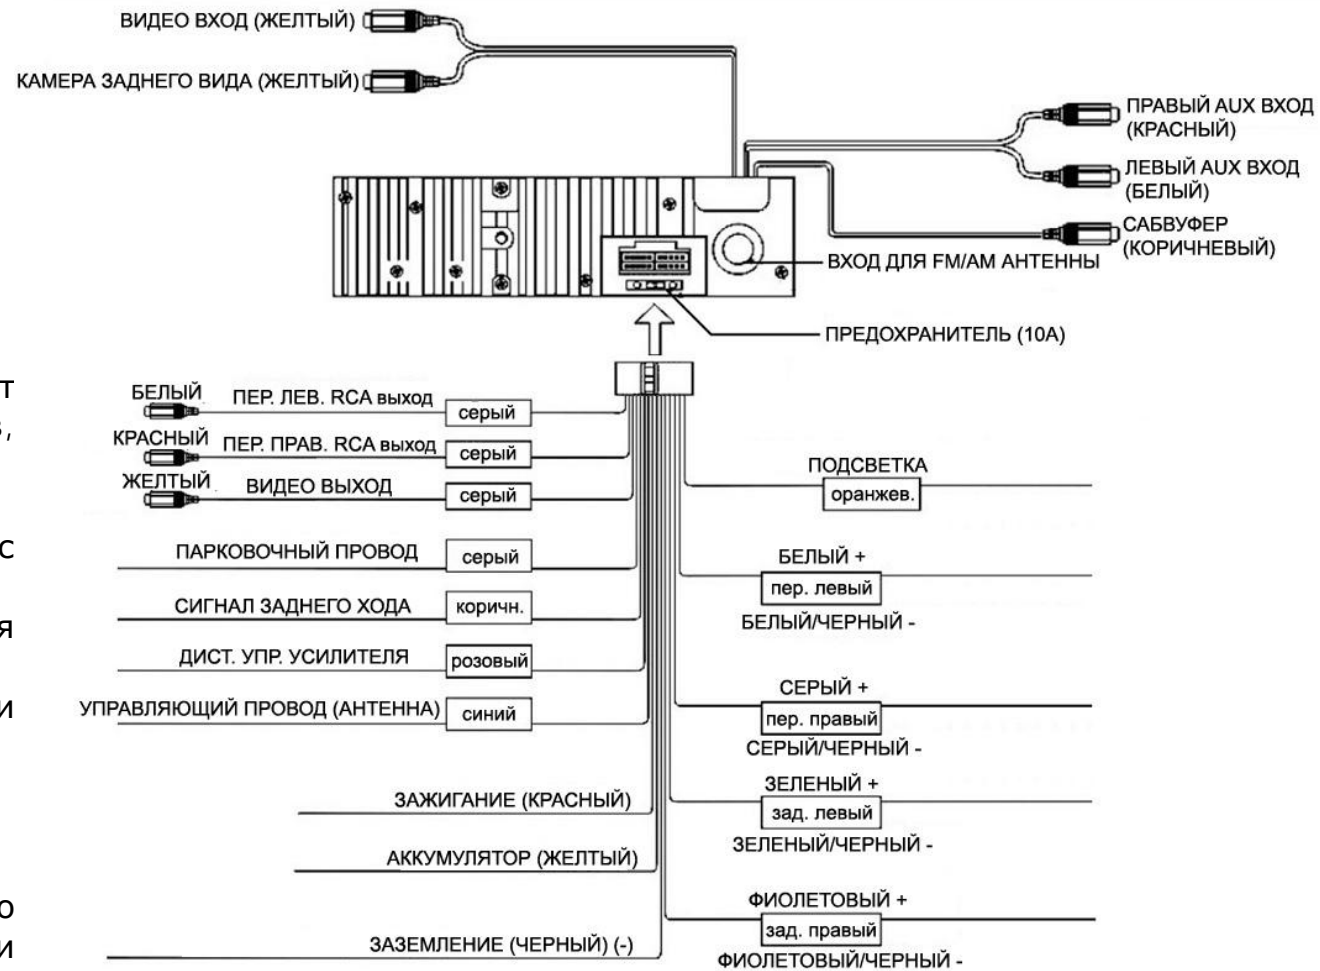 ВИДЕО ВХОД (ЖЕЛТЫЙ)
КАМЕРА ЗАДНЕГО ВИДА (ЖЕЛТЫЙ)
ПРАВЫЙ AUX ВХОД
(КРАСНЫЙ)
ЛЕВЫЙ AUX ВХОД
(БЕЛЫЙ)
САБВУФЕР
(КОРИЧНЕВЫЙ)
ВХОД ДЛЯ FM/AM АНТЕННЫ
ПРЕДОХРАНИТЕЛЬ (10А)
т
в,
с
я
и
о
и
БЕЛЫЙ
ПЕР. ЛЕВ. RCA выход
серый
КРАСНЫЙ
ПЕР. ПРАВ. RCA выход
серый
ЖЕЛТЫЙ
ВИДЕО ВЫХОД
серый
ПАРКОВОЧНЫЙ ПРОВОД
серый
СИГНАЛ ЗАДНЕГО ХОДА
коричн.
ДИСТ. УПР. УСИЛИТЕЛЯ
розовый
УПРАВЛЯЮЩИЙ ПРОВОД (АНТЕННА)
синий
ЗАЖИГАНИЕ (КРАСНЫЙ)
АККУМУЛЯТОР (ЖЕЛТЫЙ)
ЗАЗЕМЛЕНИЕ (ЧЕРНЫЙ) (-)
ПОДСВЕТКА
оранжев.
БЕЛЫЙ +
пер. левый
БЕЛЫЙ/ЧЕРНЫЙ -
СЕРЫЙ +
пер. правый
СЕРЫЙ/ЧЕРНЫЙ -
ЗЕЛЕНЫЙ +
зад. левый
ЗЕЛЕНЫЙ/ЧЕРНЫЙ -
ФИОЛЕТОВЫЙ +
зад. правый
ФИОЛЕТОВЫЙ/ЧЕРНЫЙ -